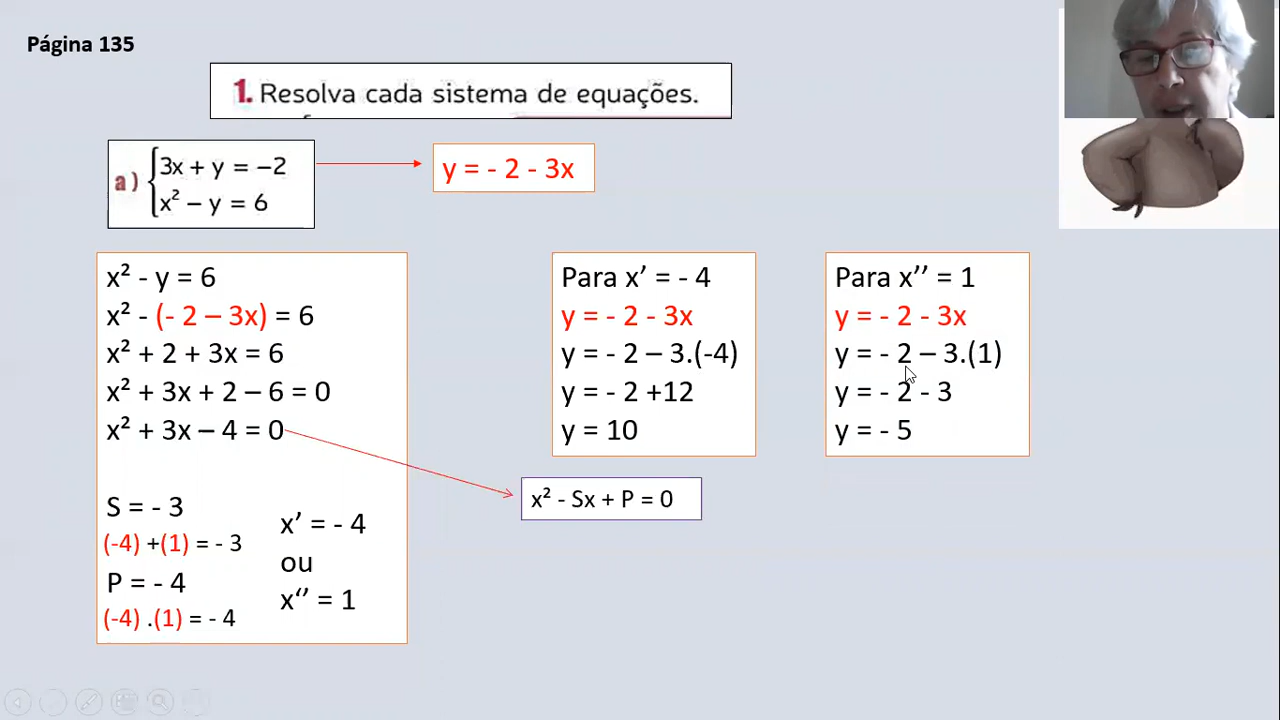 Página 135
1. Resolva cada sistema de equações.
a) 3x + y = −2
x² − y = 6
y = - 2 - 3x
x² - y = 6
x² - (- 2 – 3x) = 6
x² + 2 + 3x = 6
x² + 3x + 2 – 6 = 0
x² + 3x – 4 = 0
S = - 3
(-4) +(1) = - 3
P = - 4
(-4) .(1) = - 4
x’ = - 4
ou
x‘’ = 1
Para x’ = - 4
y = - 2 - 3x
y = - 2 – 3.(-4)
y = - 2 +12
y = 10
Para x’’ = 1
y = - 2 - 3x
y = - 2 – 3.(1)
y = - 2 - 3
y = - 5
x² - Sx + P = 0